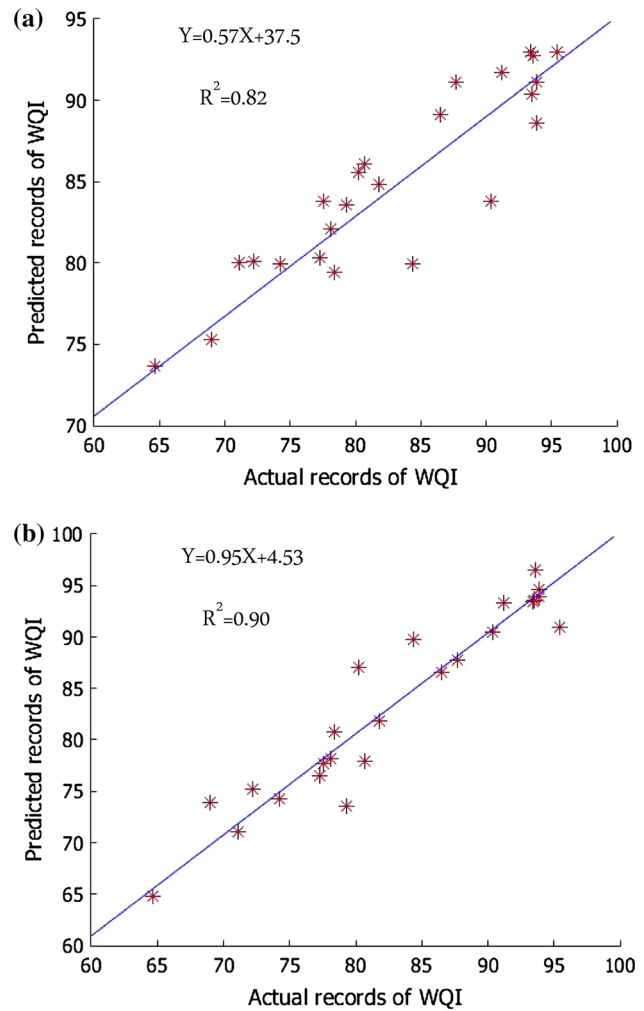 (a)
Y=0.57X+37.5
R²=0.82
Predicted records of WQI
95
90
85
80
75
70
60 65 70 75 80 85 90 95 100
Actual records of WQI
(b)
Y=0.95X+4.53
R²=0.90
Predicted records of WQI
100
95
90
85
80
75
70
65
60
60 65 70 75 80 85 90 95 100
Actual records of WQI